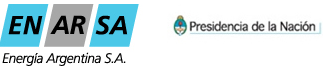 EN AR SA
Energía Argentina S.A.
Presidencia de la Nación